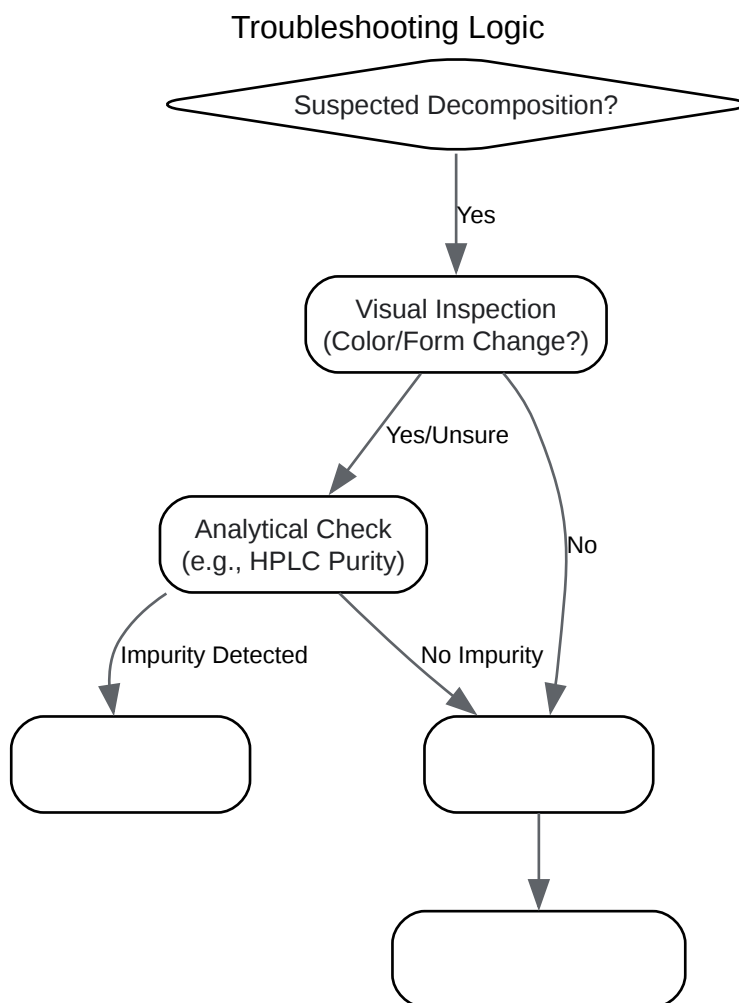 Troubleshooting Logic
Suspected Decomposition?
Yes
Visual Inspection
(Color/Form Change?)
Yes/Unsure
Analytical Check
(e.g., HPLC Purity)
No
Impurity Detected
No Impurity